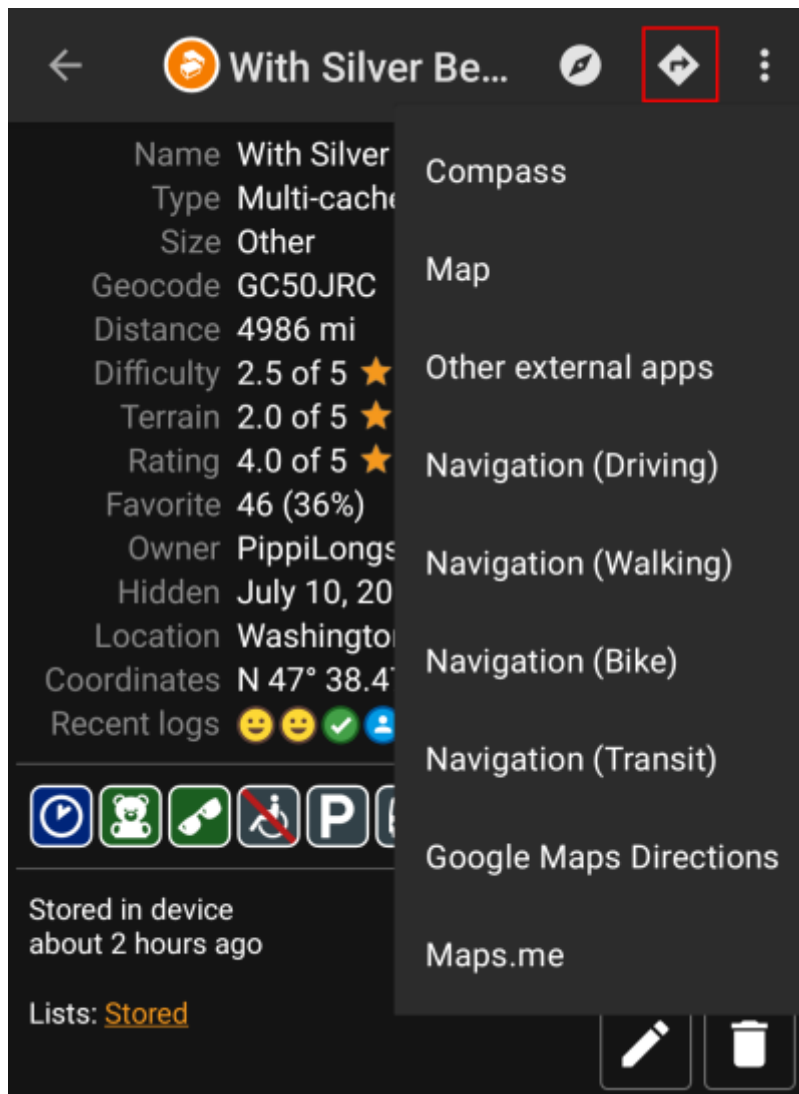 With Silver Be...
Name With Silver
Type Multi-cache
Size Other
Geocode GC50JRC
Distance 4986 mi
Difficulty 2.5 of 5
Terrain 2.0 of 5
Rating 4.0 of 5
Favorite 46 (36%)
Owner PippiLongs
Hidden July 10, 20
Location Washington
Coordinates N 47° 38.47
Recent logs
P
Stored in device
about 2 hours ago
Lists: Stored
Compass
Map
Other external apps
Navigation (Driving)
Navigation (Walking)
Navigation (Bike)
Navigation (Transit)
Google Maps Directions
Maps.me